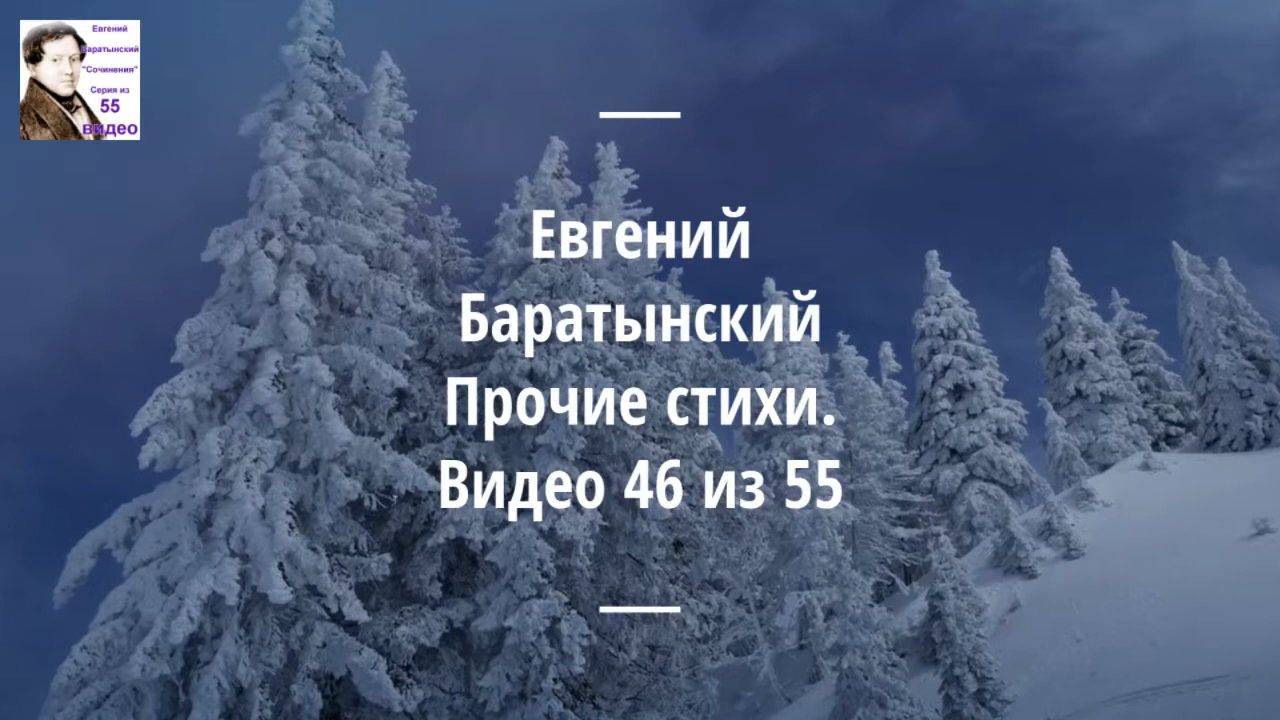 Евгений
Баратынский
"Сочинения"
Серия из
55
видео
Евгений
Баратынский
Прочие стихи.
Видео 46 из 55